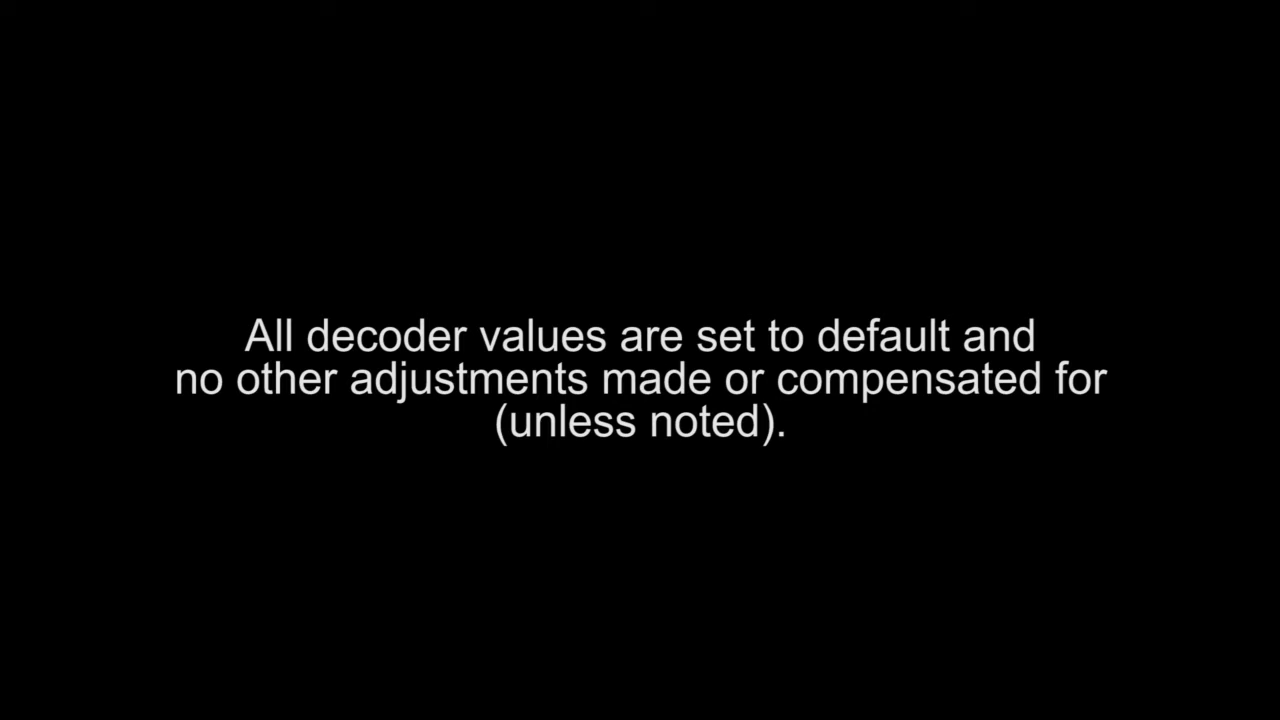 All decoder values are set to default and
no other adjustments made or compensated for
(unless noted).